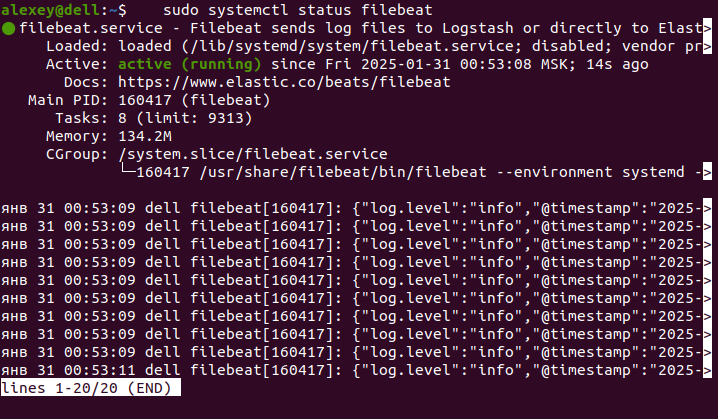 alexey@dell:~$    sudo systemctl status filebeat
● filebeat.service - Filebeat sends log files to Logstash or directly to Elast>
     Loaded: loaded (/lib/systemd/system/filebeat.service; disabled; vendor pr>
     Active: active (running) since Fri 2025-01-31 00:53:08 MSK; 14s ago
       Docs: https://www.elastic.co/beats/filebeat
   Main PID: 160417 (filebeat)
      Tasks: 8 (limit: 9313)
     Memory: 134.2M
     CGroup: /system.slice/filebeat.service
             └─160417 /usr/share/filebeat/bin/filebeat --environment systemd ->
янв 31 00:53:09 dell filebeat[160417]: {"log.level":"info","@timestamp":"2025->
янв 31 00:53:09 dell filebeat[160417]: {"log.level":"info","@timestamp":"2025->
янв 31 00:53:09 dell filebeat[160417]: {"log.level":"info","@timestamp":"2025->
янв 31 00:53:09 dell filebeat[160417]: {"log.level":"info","@timestamp":"2025->
янв 31 00:53:09 dell filebeat[160417]: {"log.level":"info","@timestamp":"2025->
янв 31 00:53:09 dell filebeat[160417]: {"log.level":"info","@timestamp":"2025->
янв 31 00:53:09 dell filebeat[160417]: {"log.level":"info","@timestamp":"2025->
янв 31 00:53:09 dell filebeat[160417]: {"log.level":"info","@timestamp":"2025->
янв 31 00:53:09 dell filebeat[160417]: {"log.level":"info","@timestamp":"2025->
янв 31 00:53:11 dell filebeat[160417]: {"log.level":"info","@timestamp":"2025->
lines 1-20/20 (END)